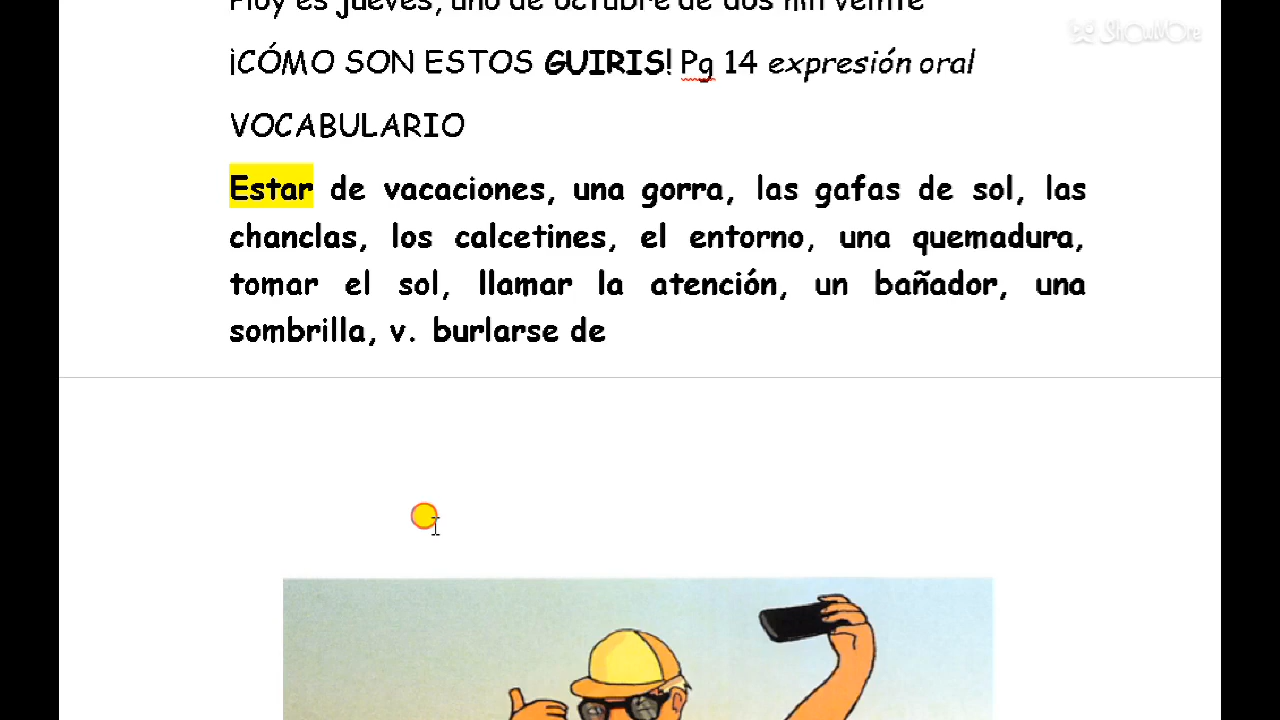 Hoy es jueves, uno de octubre de dos mil veinte
ShowMore
¡CÓMO SON ESTOS GUIRIS! Pg 14 expresión oral
VOCABULARIO
Estar de vacaciones, una gorra, las gafas de sol, las
chanclas, los calcetines, el entorno, una quemadura,
tomar el sol, llamar la atención, un bañador, una
sombrilla, v. burlarse de